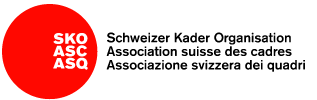 SKO
ASC
ASQ
Schweizer Kader Organisation
Association suisse des cadres
Associazione svizzera dei quadri